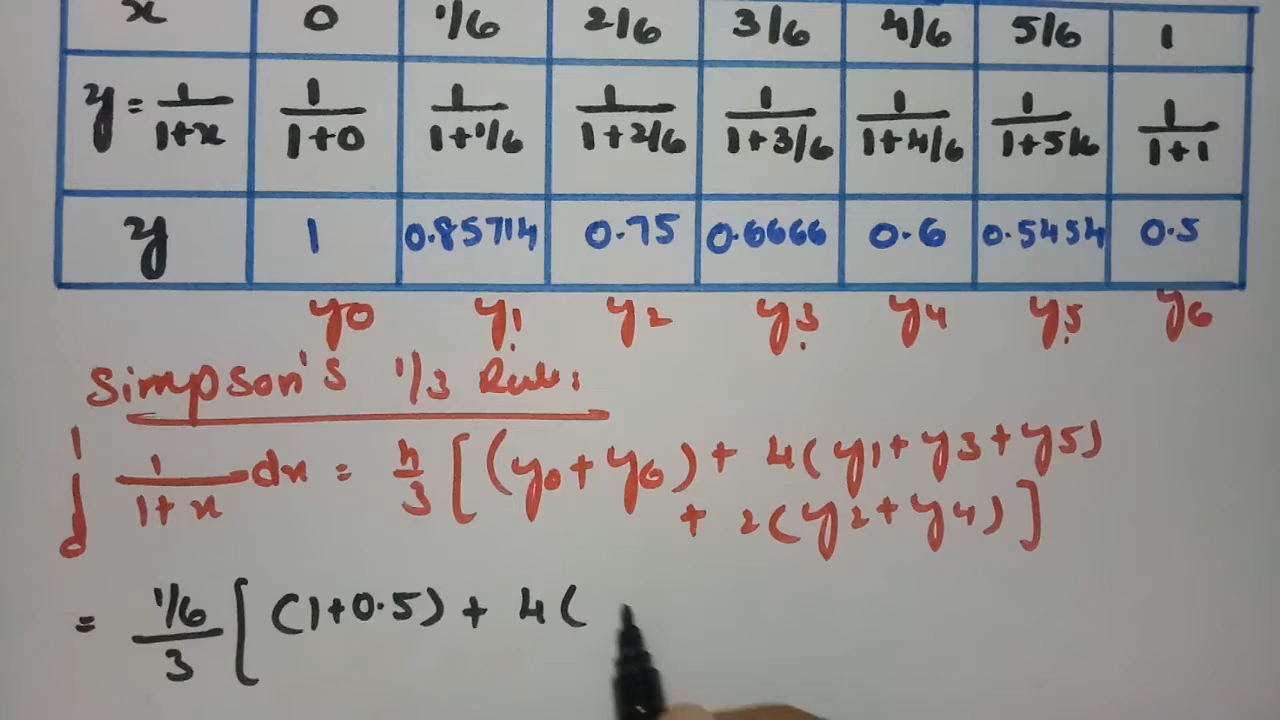 x 0 1/6 2/6 3/6 4/6 5/6 1
y = 1/(1+x) 1/(1+0) 1/(1+1/6) 1/(1+2/6) 1/(1+3/6) 1/(1+4/6) 1/(1+5/6) 1/(1+1)
y 1 0.85714 0.75 0.6666 0.6 0.5454 0.5
y0 y1 y2 y3 y4 y5 y6
Simpson's 1/3 Rule:
∫₀¹ 1/(1+x) dx = h/3 [(y0+y6) + 4(y1+y3+y5)
+ 2(y2+y4)]
= (1/6)/3 [(1+0.5) + 4(